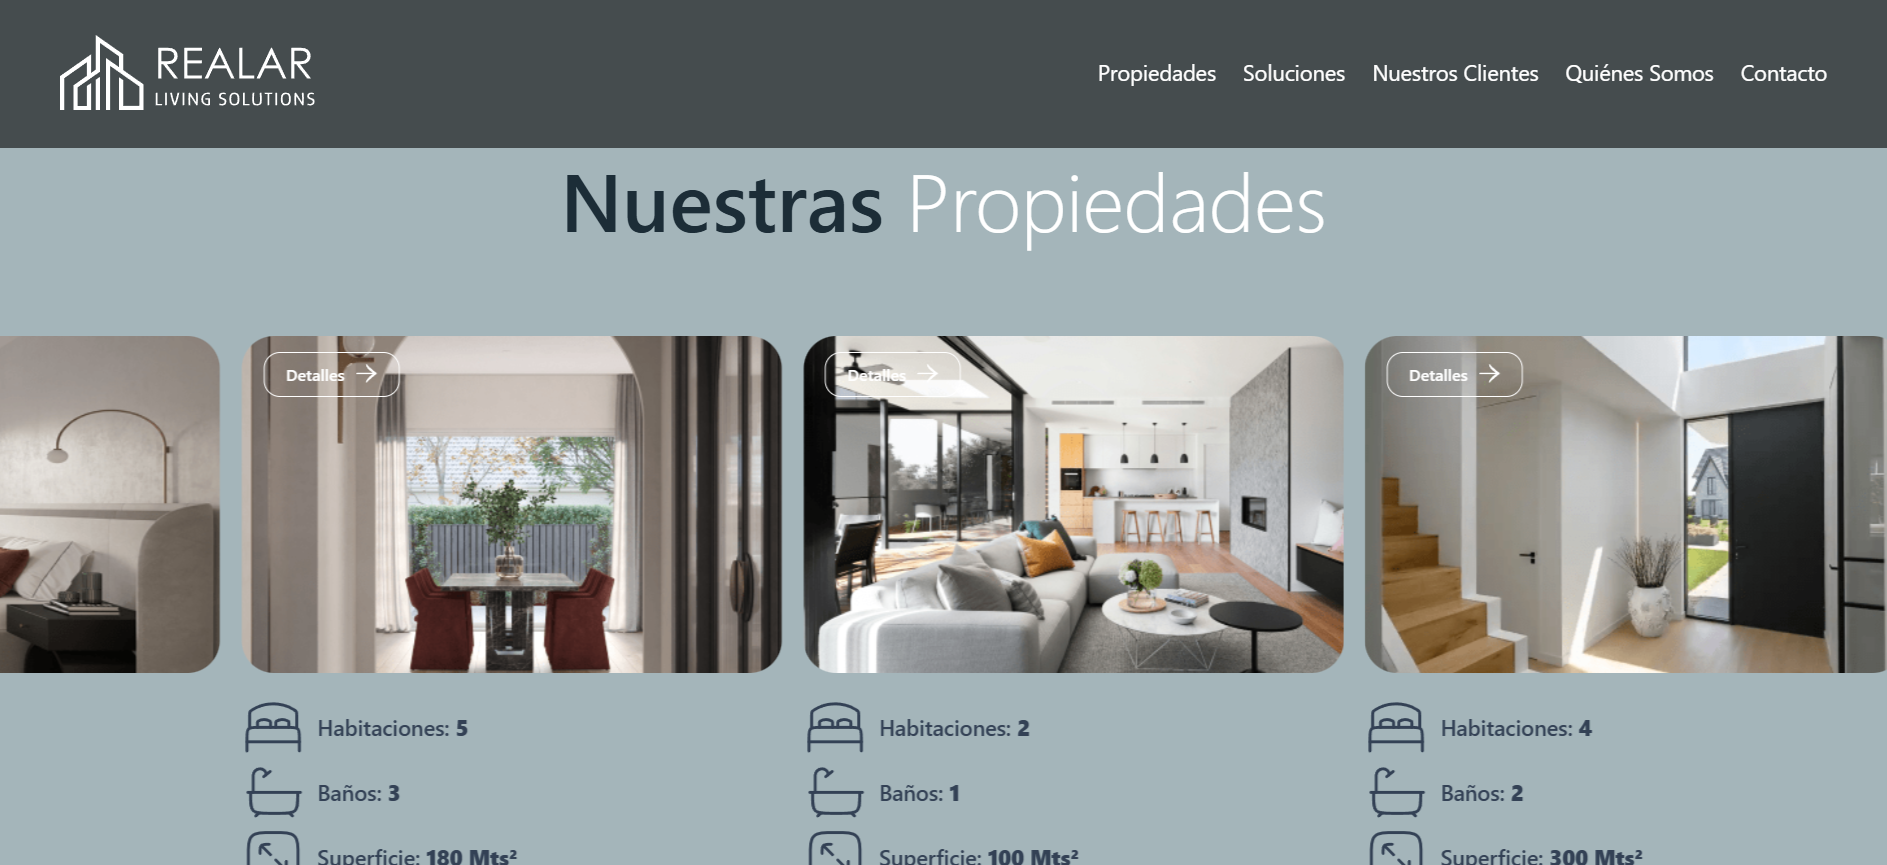 REALAR
LIVING SOLUTIONS
Propiedades Soluciones Nuestros Clientes Quiénes Somos Contacto
Nuestras Propiedades
Detalles
Detalles
Detalles
Habitaciones: 5
Baños: 3
Superficie: 180 Mts²
Habitaciones: 2
Baños: 1
Superficie: 100 Mts²
Habitaciones: 4
Baños: 2
Superficie: 300 Mts²